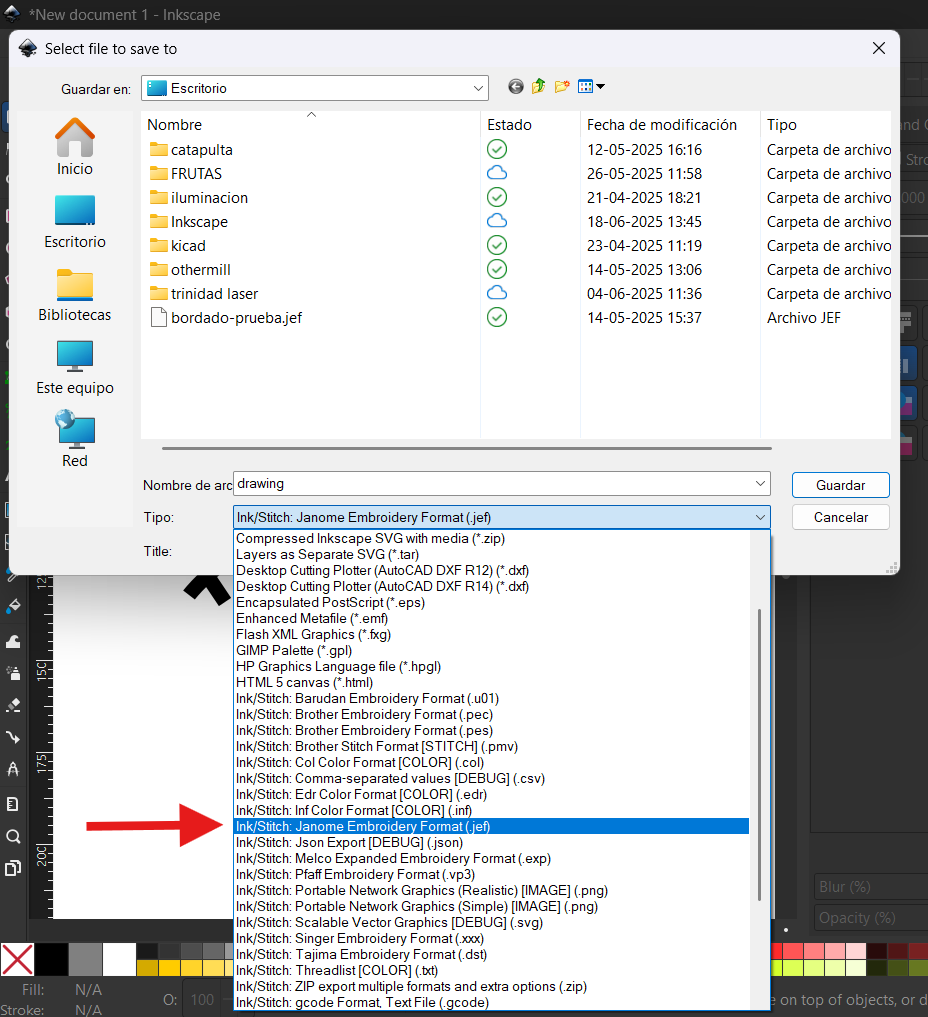 *New document 1 - Inkscape
Select file to save to
Guardar en:
Escritorio
Inicio
Escritorio
Bibliotecas
Este equipo
Red
Nombre Estado Fecha de modificación Tipo
catapulta 12-05-2025 16:16 Carpeta de archivo
FRUTAS 26-05-2025 11:58 Carpeta de archivo
iluminacion 21-04-2025 18:21 Carpeta de archivo
Inkscape 18-06-2025 13:45 Carpeta de archivo
kicad 23-04-2025 11:19 Carpeta de archivo
othermill 14-05-2025 13:06 Carpeta de archivo
trinidad laser 04-06-2025 11:36 Carpeta de archivo
bordado-prueba.jef 14-05-2025 15:37 Archivo JEF
Nombre de arc drawing Guardar
Tipo: Ink/Stitch: Janome Embroidery Format (.jef) Cancelar
Title:
Compressed Inkscape SVG with media (*.zip)
Layers as Separate SVG (*.tar)
Desktop Cutting Plotter (AutoCAD DXF R12) (*.dxf)
Desktop Cutting Plotter (AutoCAD DXF R14) (*.dxf)
Encapsulated PostScript (*.eps)
Enhanced Metafile (*.emf)
Flash XML Graphics (*.fxg)
GIMP Palette (*.gpl)
HP Graphics Language file (*.hpgl)
HTML 5 canvas (*.html)
Ink/Stitch: Barudan Embroidery Format (.u01)
Ink/Stitch: Brother Embroidery Format (.pec)
Ink/Stitch: Brother Embroidery Format (.pes)
Ink/Stitch: Brother Stitch Format [STITCH] (.pmv)
Ink/Stitch: Col Color Format [COLOR] (.col)
Ink/Stitch: Comma-separated values [DEBUG] (.csv)
Ink/Stitch: Edr Color Format [COLOR] (.edr)
Ink/Stitch: Inf Color Format [COLOR] (.inf)
Ink/Stitch: Janome Embroidery Format (.jef)
Ink/Stitch: Json Export [DEBUG] (.json)
Ink/Stitch: Melco Expanded Embroidery Format (.exp)
Ink/Stitch: Pfaff Embroidery Format (.vp3)
Ink/Stitch: Portable Network Graphics (Realistic) [IMAGE] (.png)
Ink/Stitch: Portable Network Graphics (Simple) [IMAGE] (.png)
Ink/Stitch: Scalable Vector Graphics [DEBUG] (.svg)
Ink/Stitch: Singer Embroidery Format (.xxx)
Ink/Stitch: Tajima Embroidery Format (.dst)
Ink/Stitch: Threadlist [COLOR] (.txt)
Ink/Stitch: ZIP export multiple formats and extra options (.zip)
Ink/Stitch: gcode Format, Text File (.gcode)
150
175
200
Blur (%)
Opacity (%)
Fill: N/A
Stroke: N/A
O: 100
e on top of objects, or d